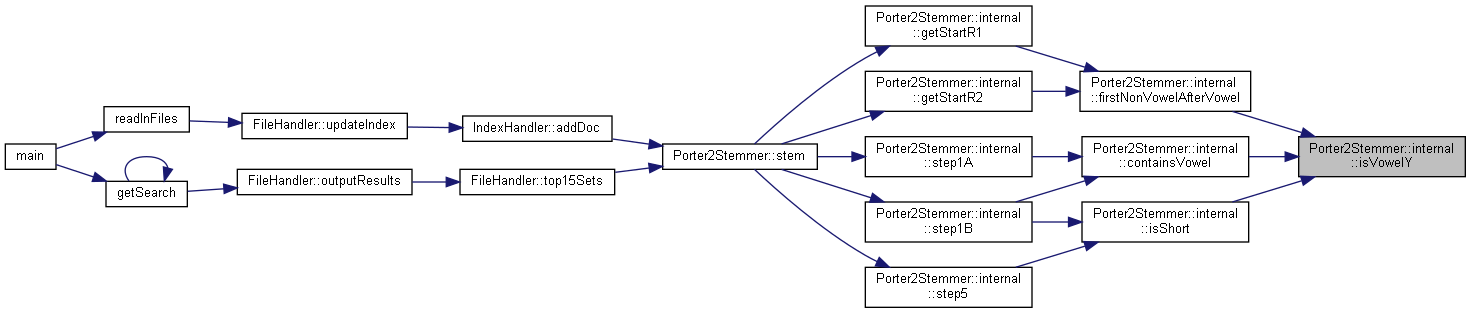 main
readInFiles
getSearch
FileHandler::updateIndex
FileHandler::outputResults
IndexHandler::addDoc
FileHandler::top15Sets
Porter2Stemmer::stem
Porter2Stemmer::internal
::getStartR1
Porter2Stemmer::internal
::getStartR2
Porter2Stemmer::internal
::step1A
Porter2Stemmer::internal
::step1B
Porter2Stemmer::internal
::step5
Porter2Stemmer::internal
::firstNonVowelAfterVowel
Porter2Stemmer::internal
::containsVowel
Porter2Stemmer::internal
::isShort
Porter2Stemmer::internal
::isVowelY